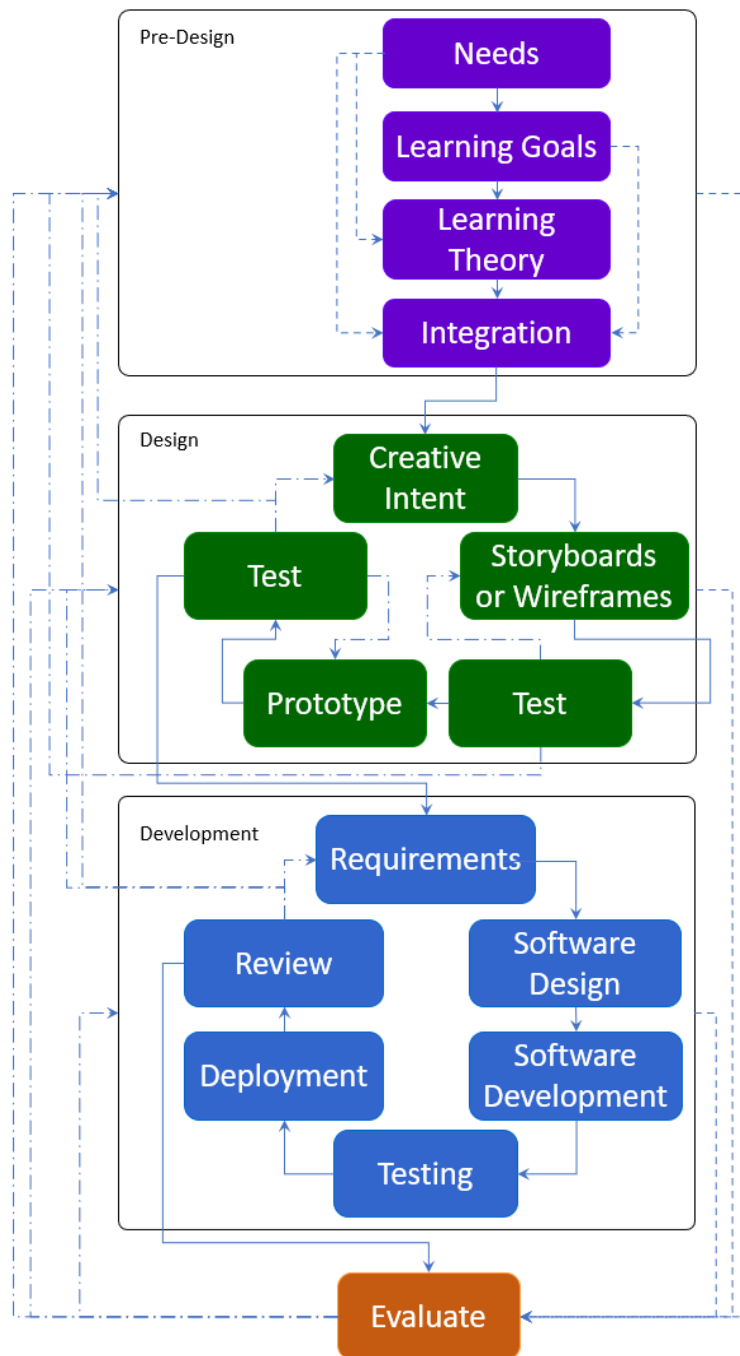 Pre-Design
Needs
Learning Goals
Learning
Theory
Integration
Design
Creative
Intent
Test
Storyboards
or Wireframes
Prototype
Test
Development
Requirements
Review
Software
Design
Deployment
Software
Development
Testing
Evaluate